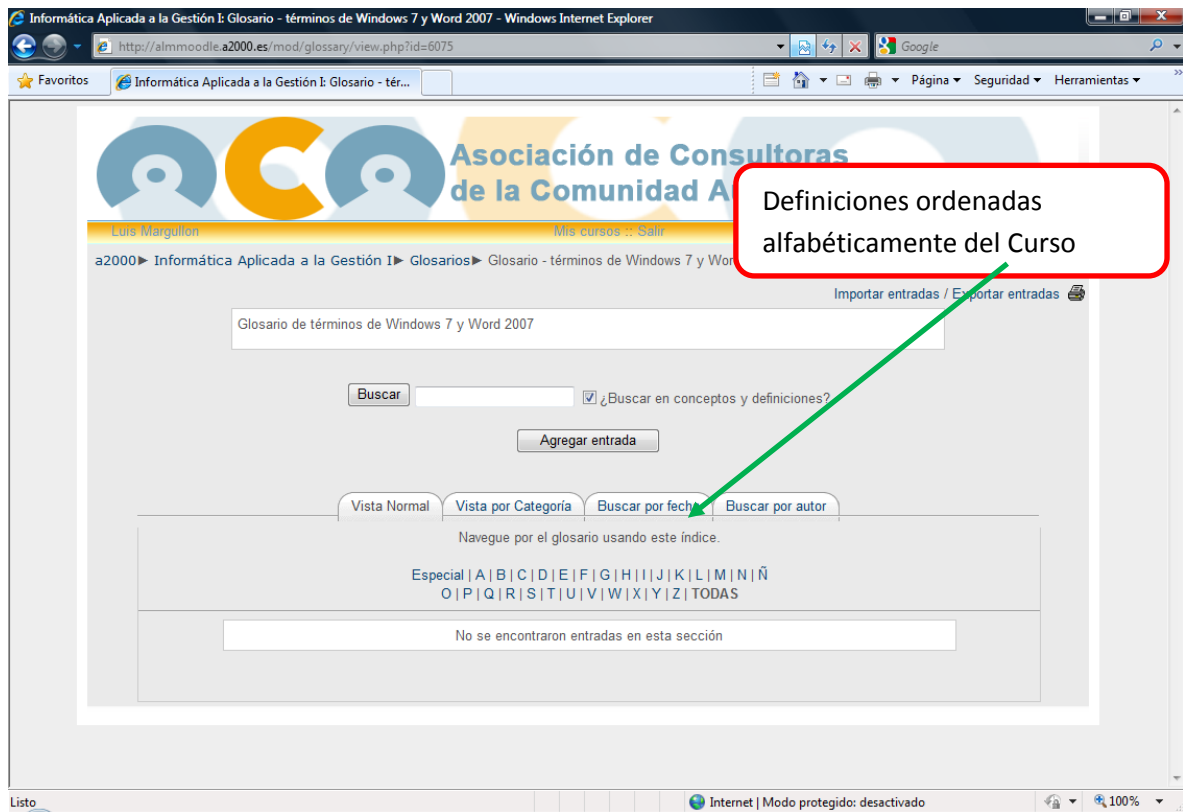 Informática Aplicada a la Gestión I: Glosario - términos de Windows 7 y Word 2007 - Windows Internet Explorer
http://almmoodle.a2000.es/mod/glossary/view.php?id=6075
Google
Favoritos
Informática Aplicada a la Gestión I: Glosario - tér...
Página
Seguridad
Herramientas
Asociación de Consultoras
de la Comunidad A
Definiciones ordenadas
alfabéticamente del Curso
Luis Margullon
Mis cursos :: Salir
a2000► Informática Aplicada a la Gestión I► Glosarios► Glosario - términos de Windows 7 y Wor
Importar entradas / Exportar entradas
Glosario de términos de Windows 7 y Word 2007
Buscar
¿Buscar en conceptos y definiciones?
Agregar entrada
Vista Normal
Vista por Categoría
Buscar por fecha
Buscar por autor
Navegue por el glosario usando este índice.
Especial | A | B | C | D | E | F | G | H | I | J | K | L | M | N | Ñ
O | P | Q | R | S | T | U | V | W | X | Y | Z | TODAS
No se encontraron entradas en esta sección
Listo
Internet | Modo protegido: desactivado
100%